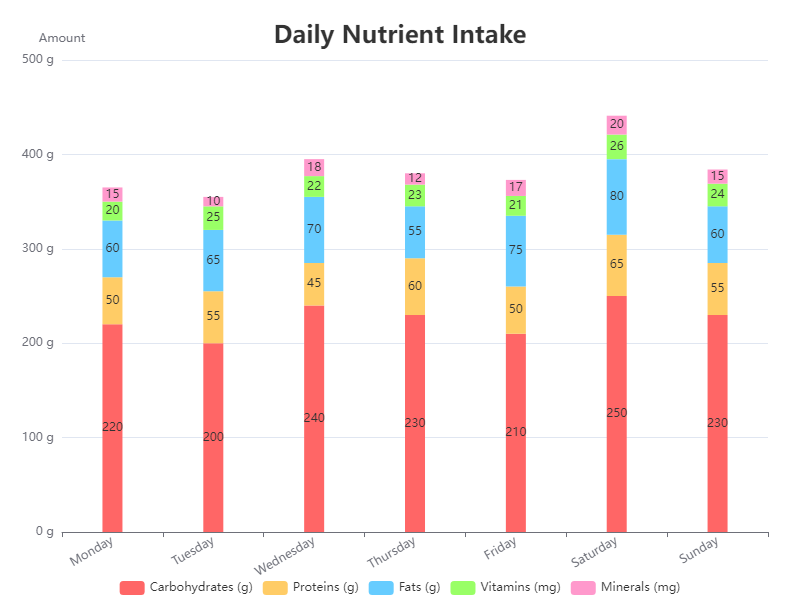 Daily Nutrient Intake
Amount
500 g
400 g
300 g
200 g
100 g
0 g
15 10 18 12 17 20 15
20 25 22 23 21 26 24
60 65 70 55 75 80 60
50 55 45 60 50 65 55
220 200 240 230 210 250 230
Monday Tuesday Wednesday Thursday Friday Saturday Sunday
Carbohydrates (g) Proteins (g) Fats (g) Vitamins (mg) Minerals (mg)